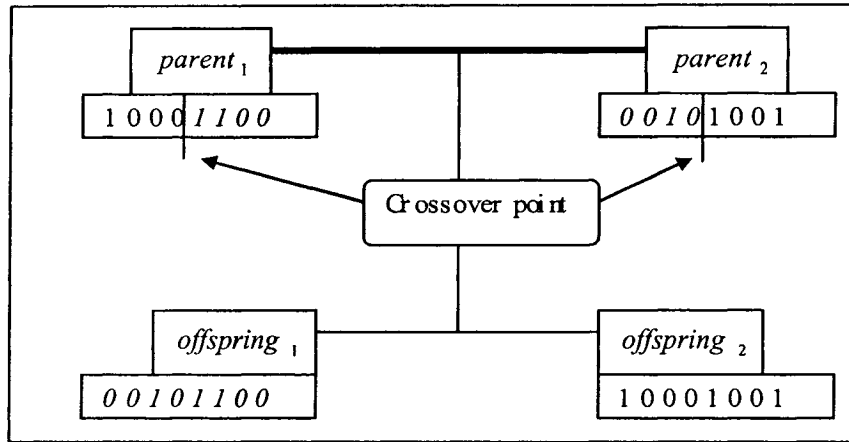 parent 1
parent 2
1 0 0 0 1 1 0 0
0 0 1 0 1 0 0 1
Crossover point
offspring 1
offspring 2
0 0 1 0 1 1 0 0
1 0 0 0 1 0 0 1